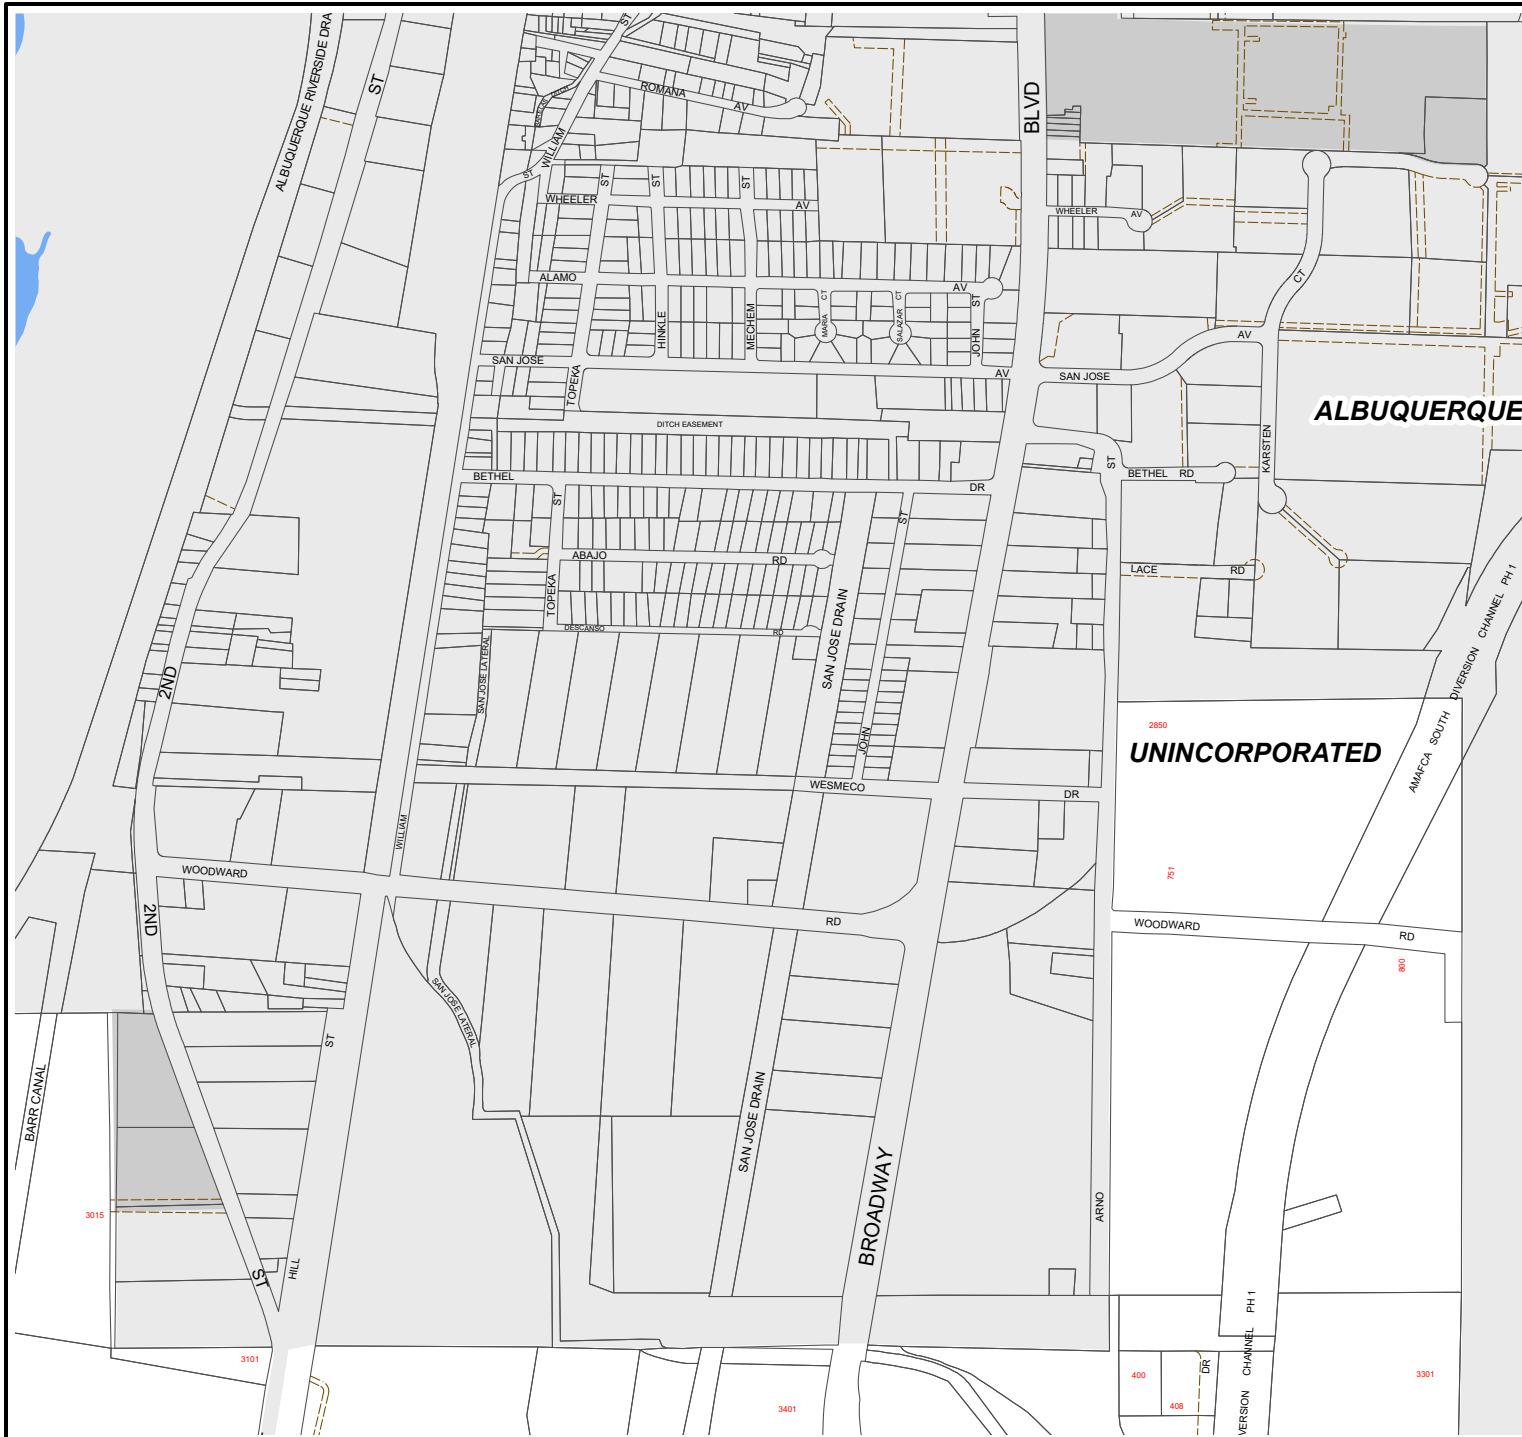 ST
ALBUQUERQUE RIVERSIDE DRA
ST
BARELAS DITCH
ROMANA
AV
BLVD
WILLIAM
ST
ST
ST
ST
WHEELER
AV
WHEELER
AV
ALAMO
AV
ST
CT
CT
CT
MARIA
SALAZAR
JOHN
HINKLE
MECHEM
SAN JOSE
AV
SAN JOSE
AV
TOPEKA
ALBUQUERQUE
DITCH EASEMENT
KARSTEN
BETHEL
DR
ST
BETHEL
RD
ST
ST
ABAJO
RD
LACE
RD
TOPEKA
DESCANSO
RD
SAN JOSE DRAIN
SAN JOSE LATERAL
2ND
AMAFCA SOUTH DIVERSION CHANNEL PH 1
2850
UNINCORPORATED
JOHN
WESMECO
DR
WILLIAM
WOODWARD
751
2ND
RD
WOODWARD
RD
800
SAN JOSE LATERAL
ST
BARR CANAL
SAN JOSE DRAIN
BROADWAY
ARNO
3015
ST
HILL
3101
VERSION CHANNEL PH 1
DR
400
408
3401
3301